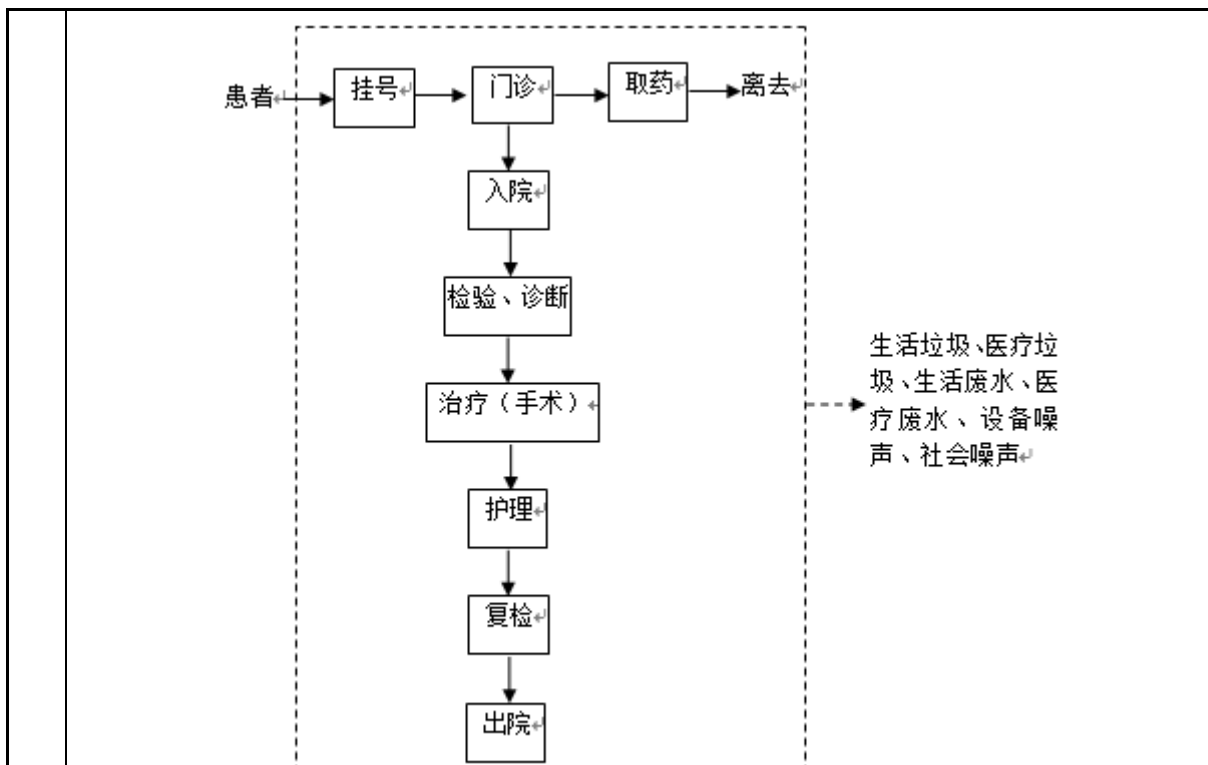 患者
挂号
门诊
取药
离去
入院
检验、诊断
治疗（手术）
护理
复检
出院
生活垃圾、医疗垃
圾、生活废水、医
疗废水、设备噪
声、社会噪声